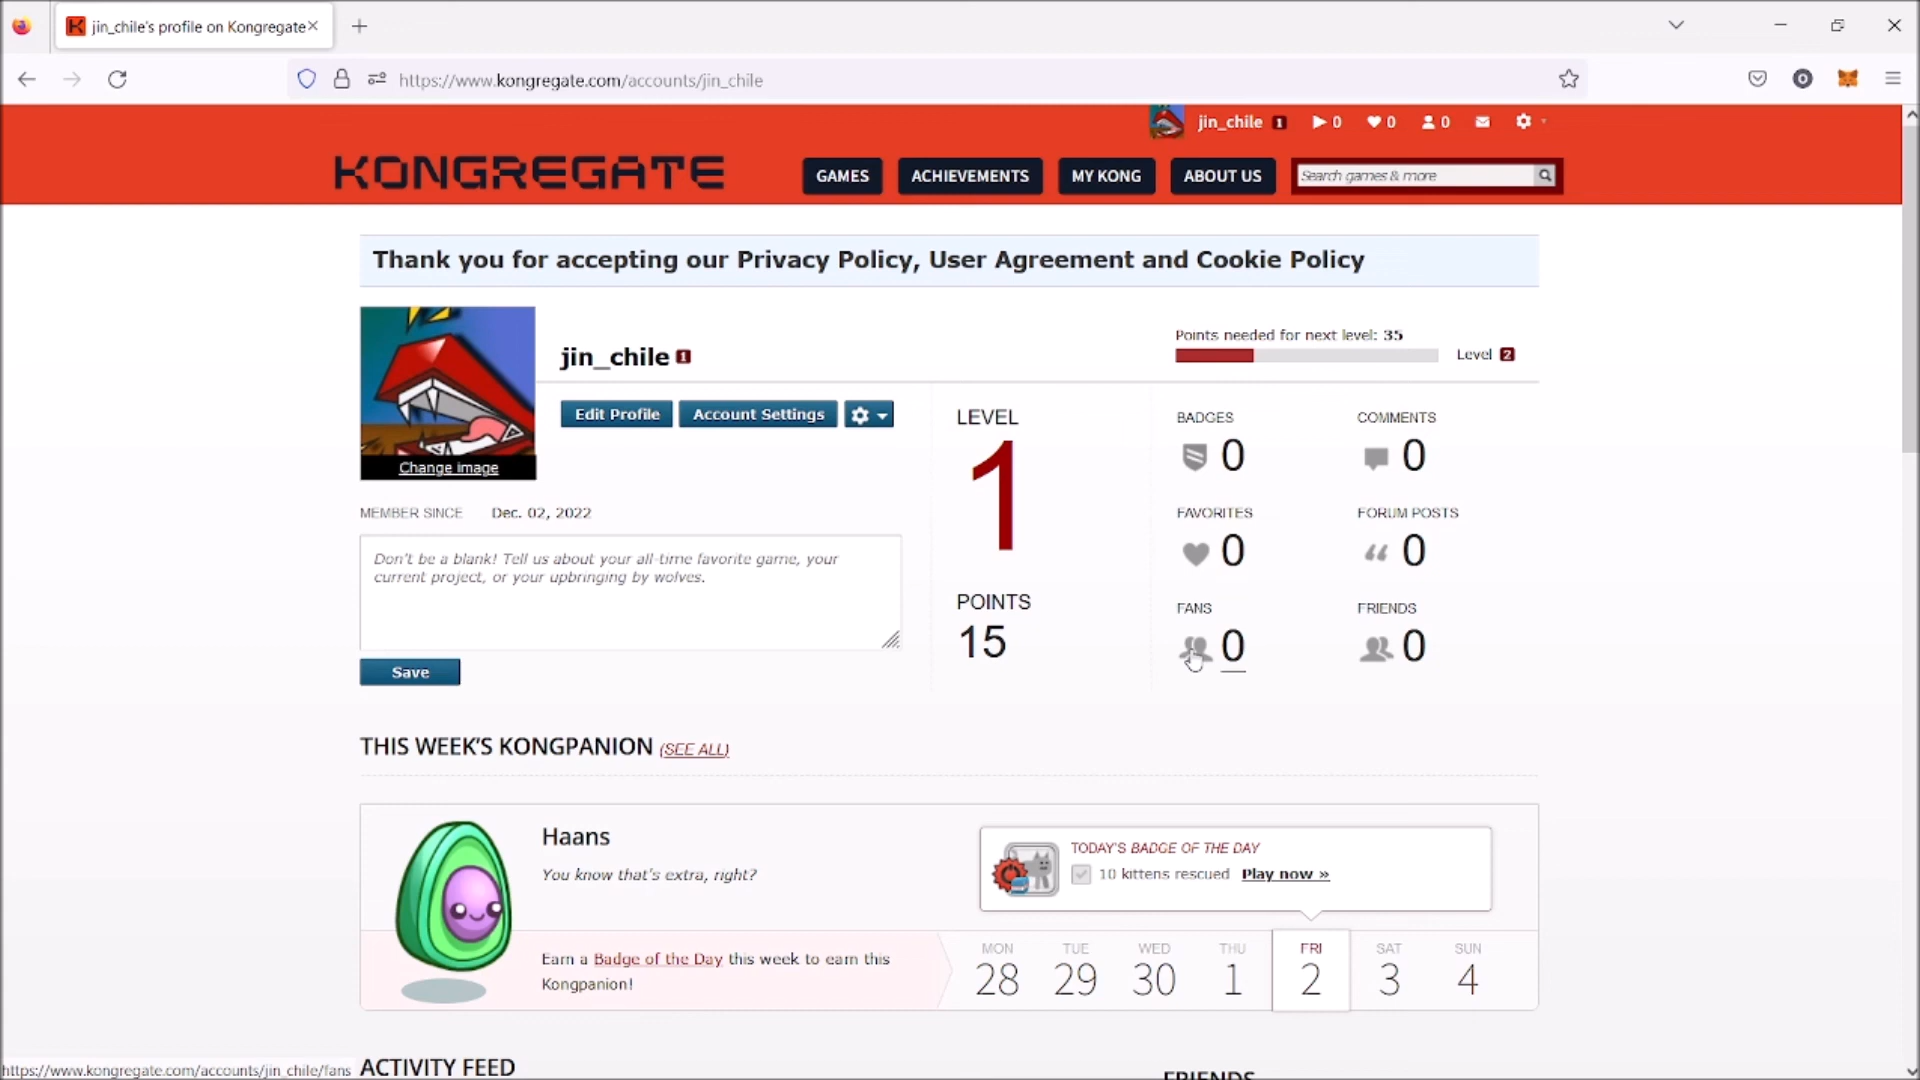 jin_chile's profile on Kongregate
https://www.kongregate.com/accounts/jin_chile
jin_chile 1 0 0 0
KONGREGATE
GAMES ACHIEVEMENTS MY KONG ABOUT US Search games & more
Thank you for accepting our Privacy Policy, User Agreement and Cookie Policy
Change image
jin_chile 1
Points needed for next level: 35
Level 2
Edit Profile Account Settings
MEMBER SINCE Dec. 02, 2022
Don't be a blank! Tell us about your all-time favorite game, your
current project, or your upbringing by wolves.
Save
LEVEL
1
POINTS
15
BADGES COMMENTS
0 0
FAVORITES FORUM POSTS
0 0
FANS FRIENDS
0 0
THIS WEEK'S KONGPANION (SEE ALL)
Haans
You know that's extra, right?
Earn a Badge of the Day this week to earn this
Kongpanion!
TODAY'S BADGE OF THE DAY
10 kittens rescued Play now »
MON TUE WED THU FRI SAT SUN
28 29 30 1 2 3 4
ACTIVITY FEED
FRIENDS
https://www.kongregate.com/accounts/jin_chile/fans